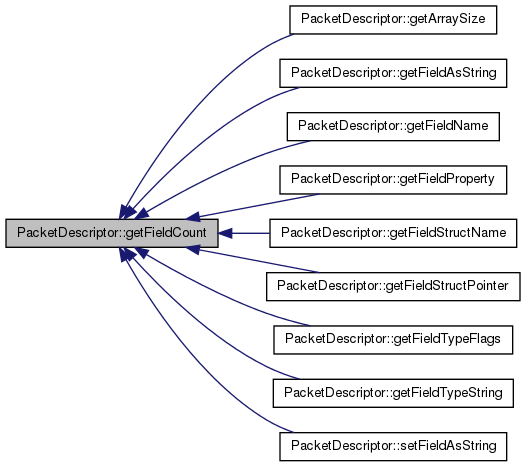 PacketDescriptor::getArraySize
PacketDescriptor::getFieldAsString
PacketDescriptor::getFieldName
PacketDescriptor::getFieldProperty
PacketDescriptor::getFieldCount
PacketDescriptor::getFieldStructName
PacketDescriptor::getFieldStructPointer
PacketDescriptor::getFieldTypeFlags
PacketDescriptor::getFieldTypeString
PacketDescriptor::setFieldAsString